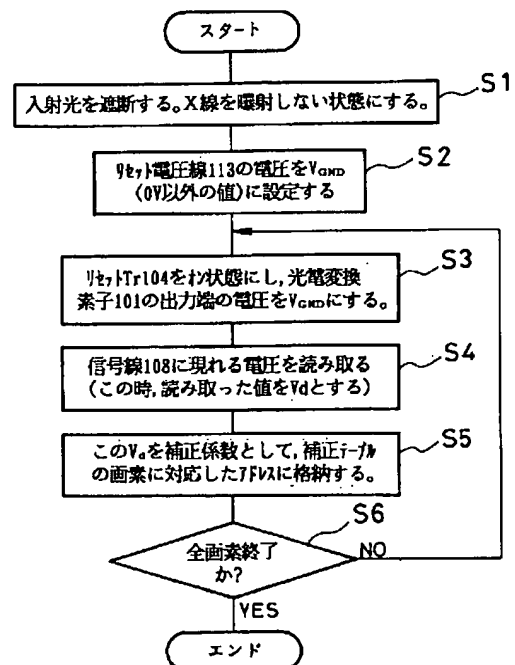 スタート
S1
入射光を遮断する。X線を曝射しない状態にする。
S2
ﾘｾｯﾄ電圧線113の電圧をVGND
(0V以外の値)に設定する
S3
ﾘｾｯﾄTr104をｵﾝ状態にし,光電変換
素子101の出力端の電圧をVGNDにする。
S4
信号線108に現れる電圧を読み取る
(この時,読み取った値をVdとする)
S5
このVdを補正係数として,補正ﾃｰﾌﾞﾙ
の画素に対応したｱﾄﾞﾚｽに格納する。
S6
全画素終了
か?
NO
YES
エンド